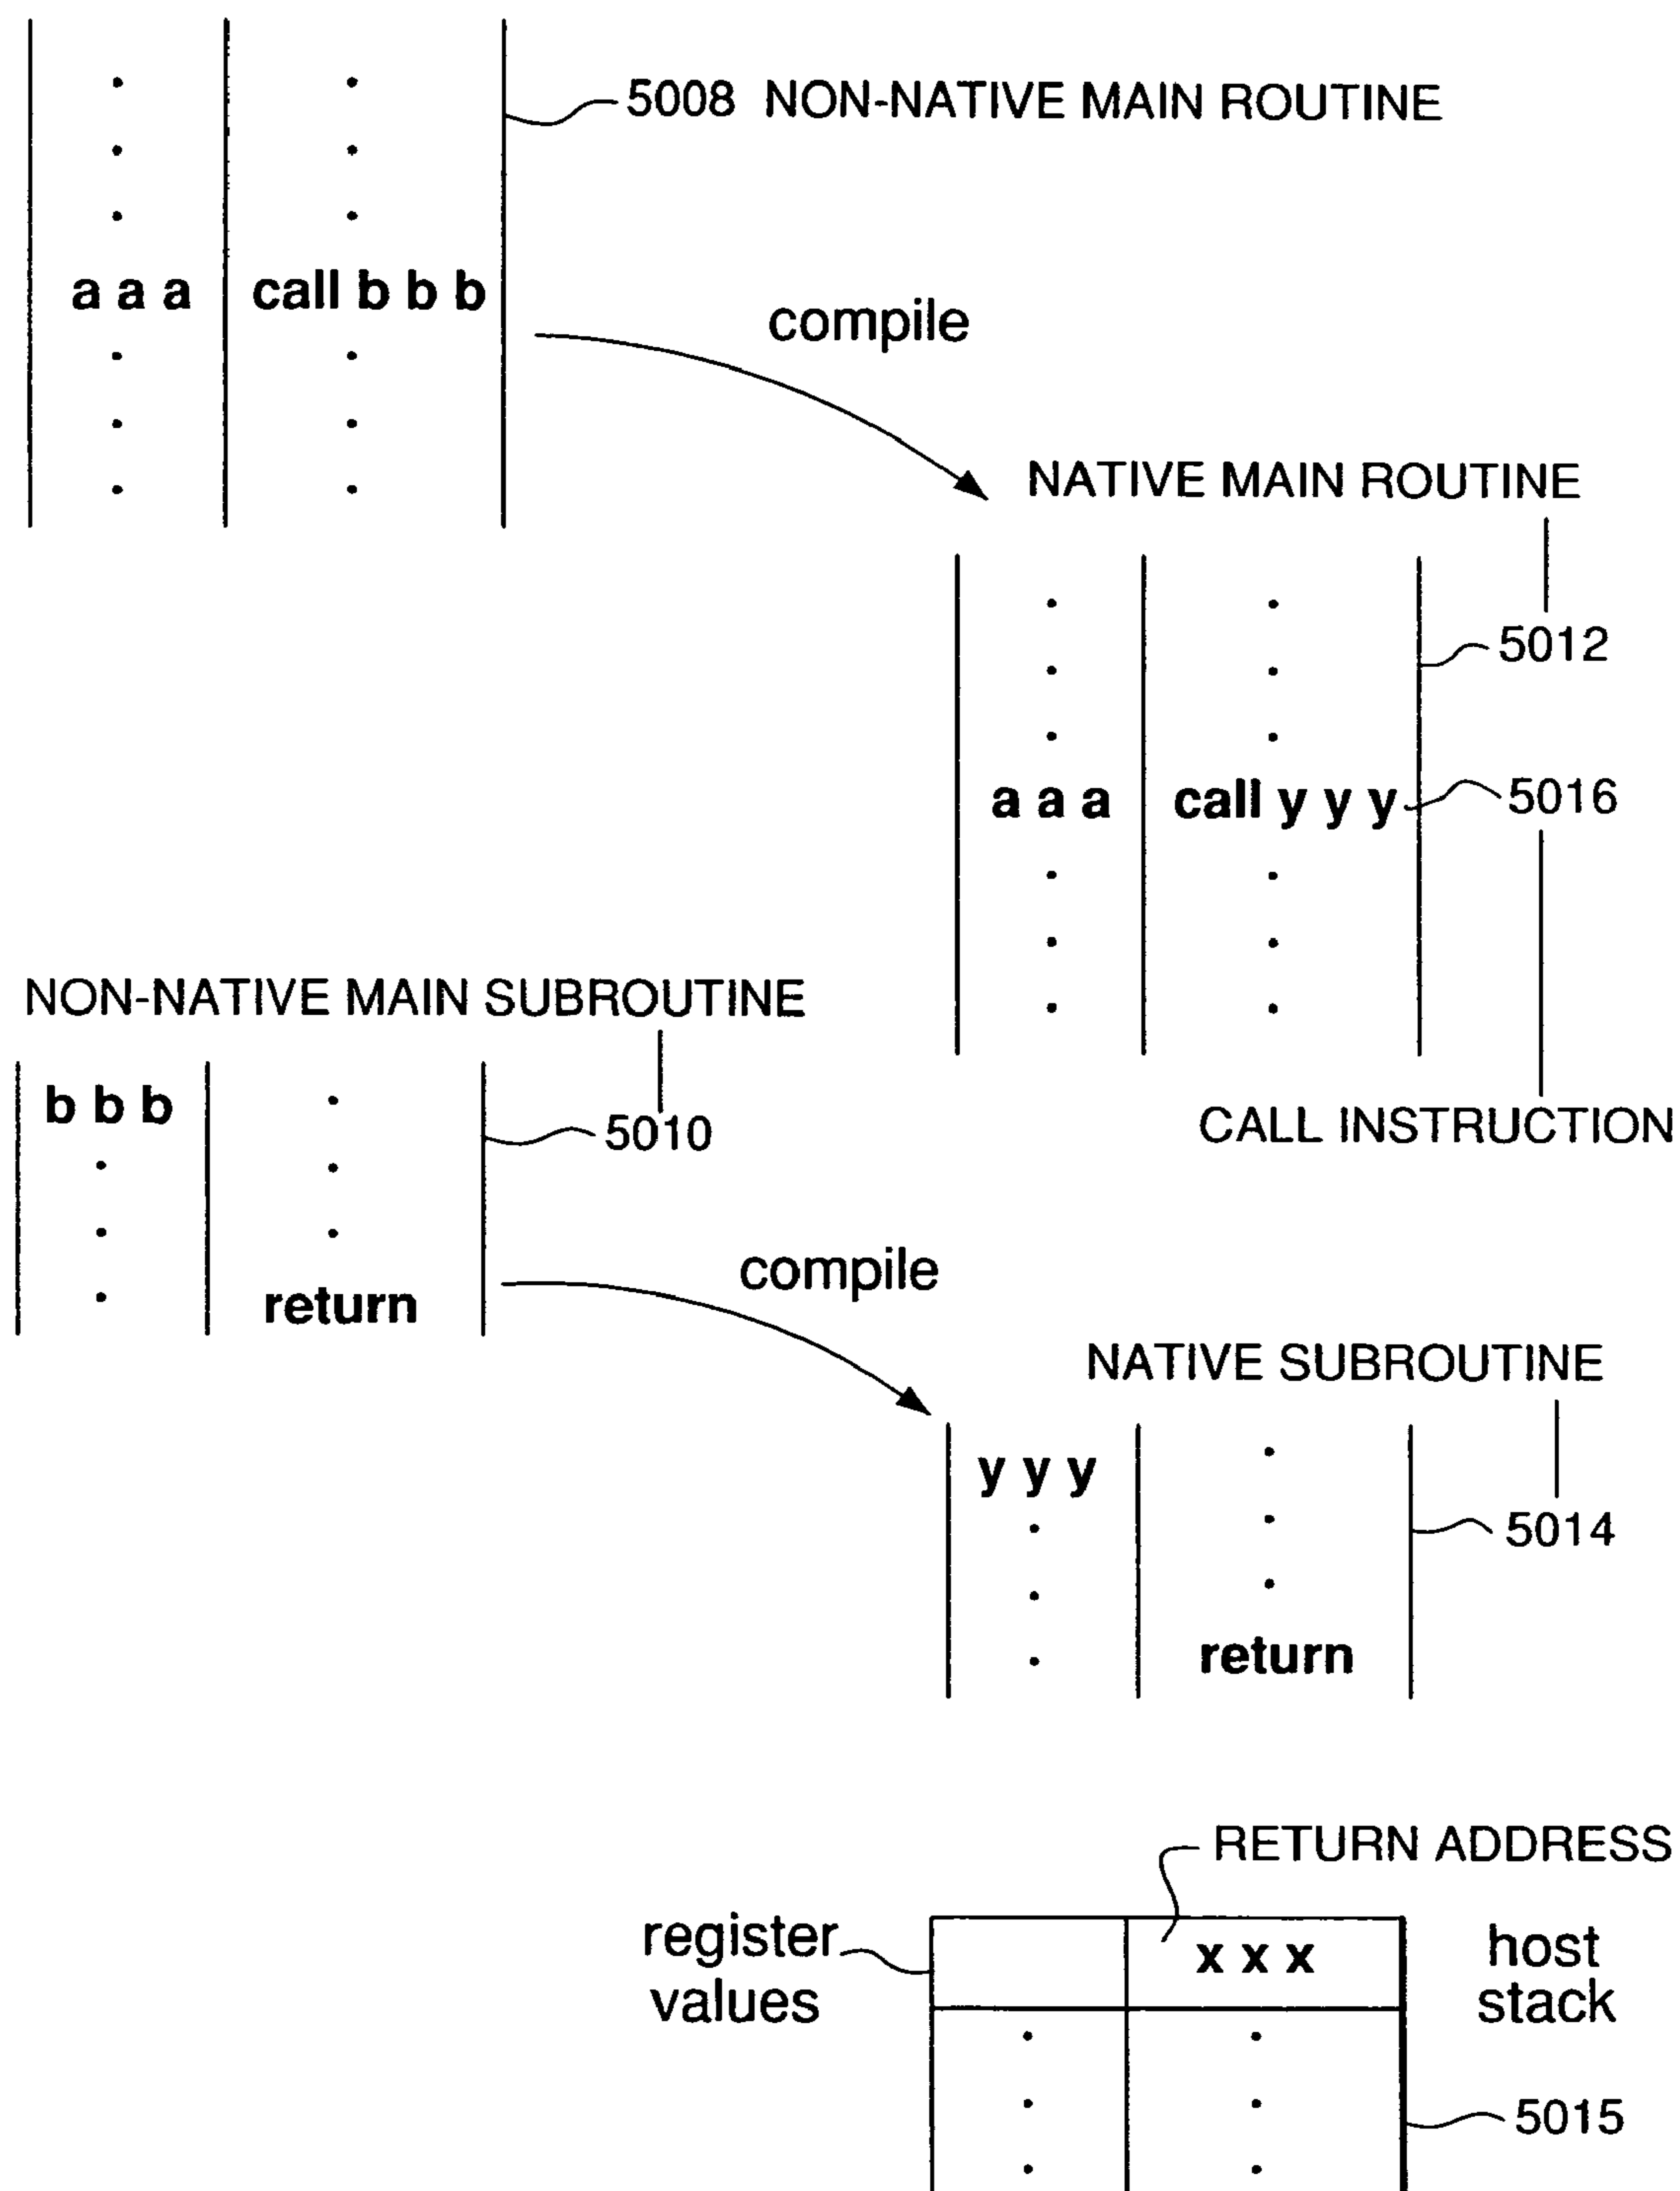 5008 NON-NATIVE MAIN ROUTINE
a a a call b b b
compile
NATIVE MAIN ROUTINE
5012
a a a call y y y
5016
CALL INSTRUCTION
NON-NATIVE MAIN SUBROUTINE
b b b
5010
return
compile
NATIVE SUBROUTINE
y y y
5014
return
RETURN ADDRESS
register
values
x x x
host
stack
5015